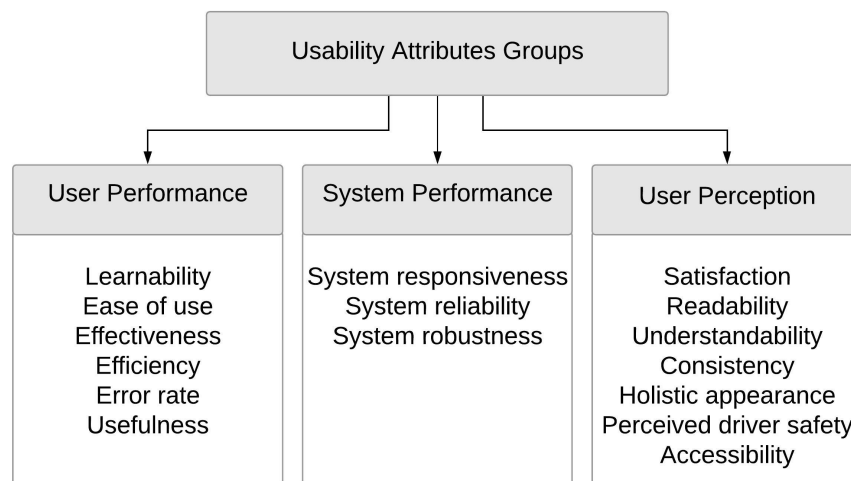 Usability Attributes Groups
User Performance
Learnability
Ease of use
Effectiveness
Efficiency
Error rate
Usefulness
System Performance
System responsiveness
System reliability
System robustness
User Perception
Satisfaction
Readability
Understandability
Consistency
Holistic appearance
Perceived driver safety
Accessibility